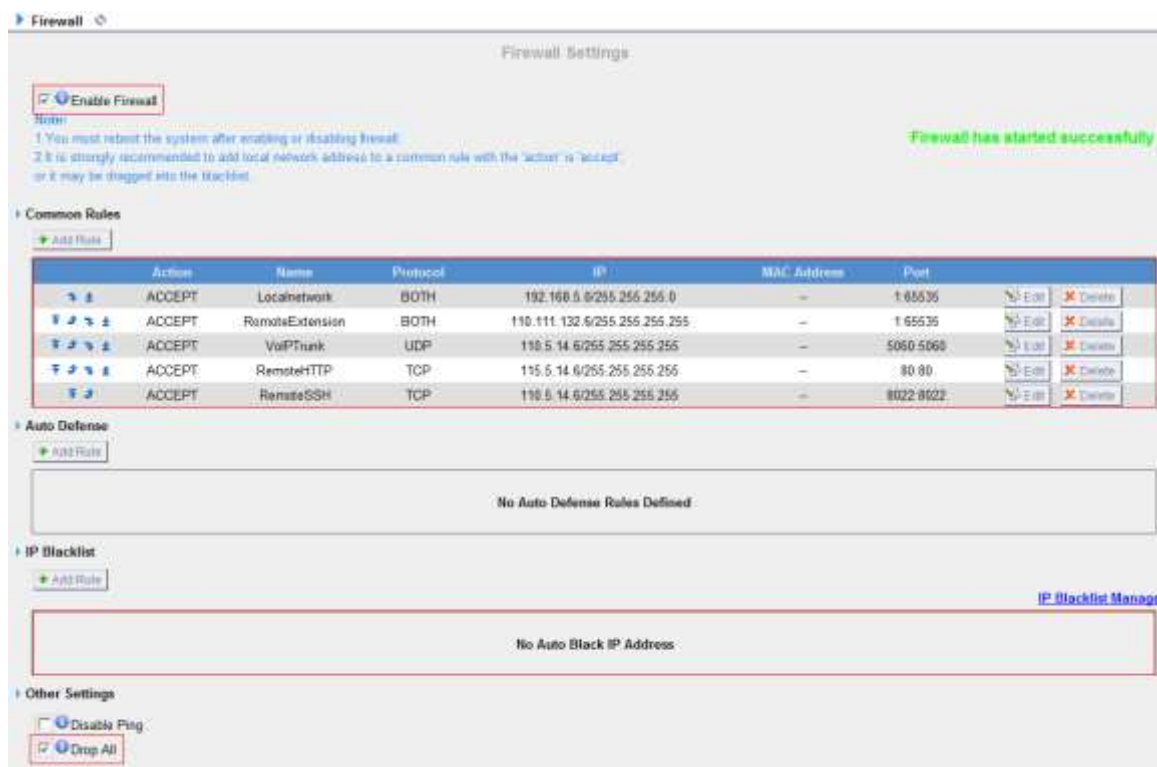 Firewall
Firewall Settings
Enable Firewall
Note:
1.You must reboot the system after enabling or disabling firewall.
Firewall has started successfully
2.It is strongly recommended to add local network address to a common rule with the 'action' is 'accept',
or it may be dragged into the blacklist.
Common Rules
Add Rule
Action Name Protocol IP MAC Address Port
ACCEPT Localnetwork BOTH 192.168.5.0/255.255.255.0 -- 1:65535 Edit Delete
ACCEPT RemoteExtension BOTH 110.111.132.6/255.255.255.255 -- 1:65535 Edit Delete
ACCEPT VoIPTrunk UDP 110.5.14.6/255.255.255.255 -- 5060:5060 Edit Delete
ACCEPT RemoteHTTP TCP 115.5.14.6/255.255.255.255 -- 80:80 Edit Delete
ACCEPT RemoteSSH TCP 110.5.14.6/255.255.255.255 -- 8022:8022 Edit Delete
Auto Defense
Add Rule
No Auto Defense Rules Defined
IP Blacklist
Add Rule
IP Blacklist Manage
No Auto Black IP Address
Other Settings
Disable Ping
Drop All